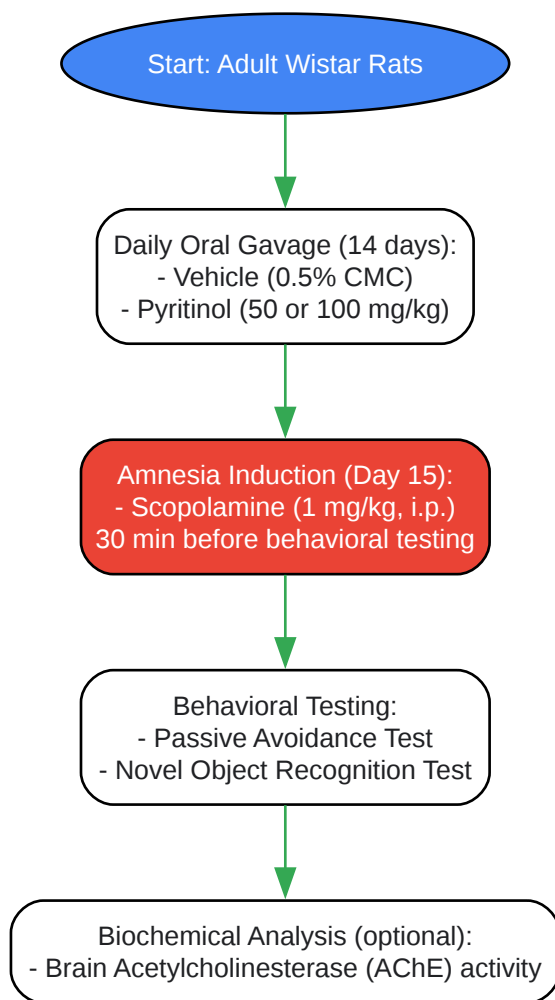 Start: Adult Wistar Rats
Daily Oral Gavage (14 days):
- Vehicle (0.5% CMC)
- Pyritinol (50 or 100 mg/kg)
Amnesia Induction (Day 15):
- Scopolamine (1 mg/kg, i.p.)
30 min before behavioral testing
Behavioral Testing:
- Passive Avoidance Test
- Novel Object Recognition Test
Biochemical Analysis (optional):
- Brain Acetylcholinesterase (AChE) activity